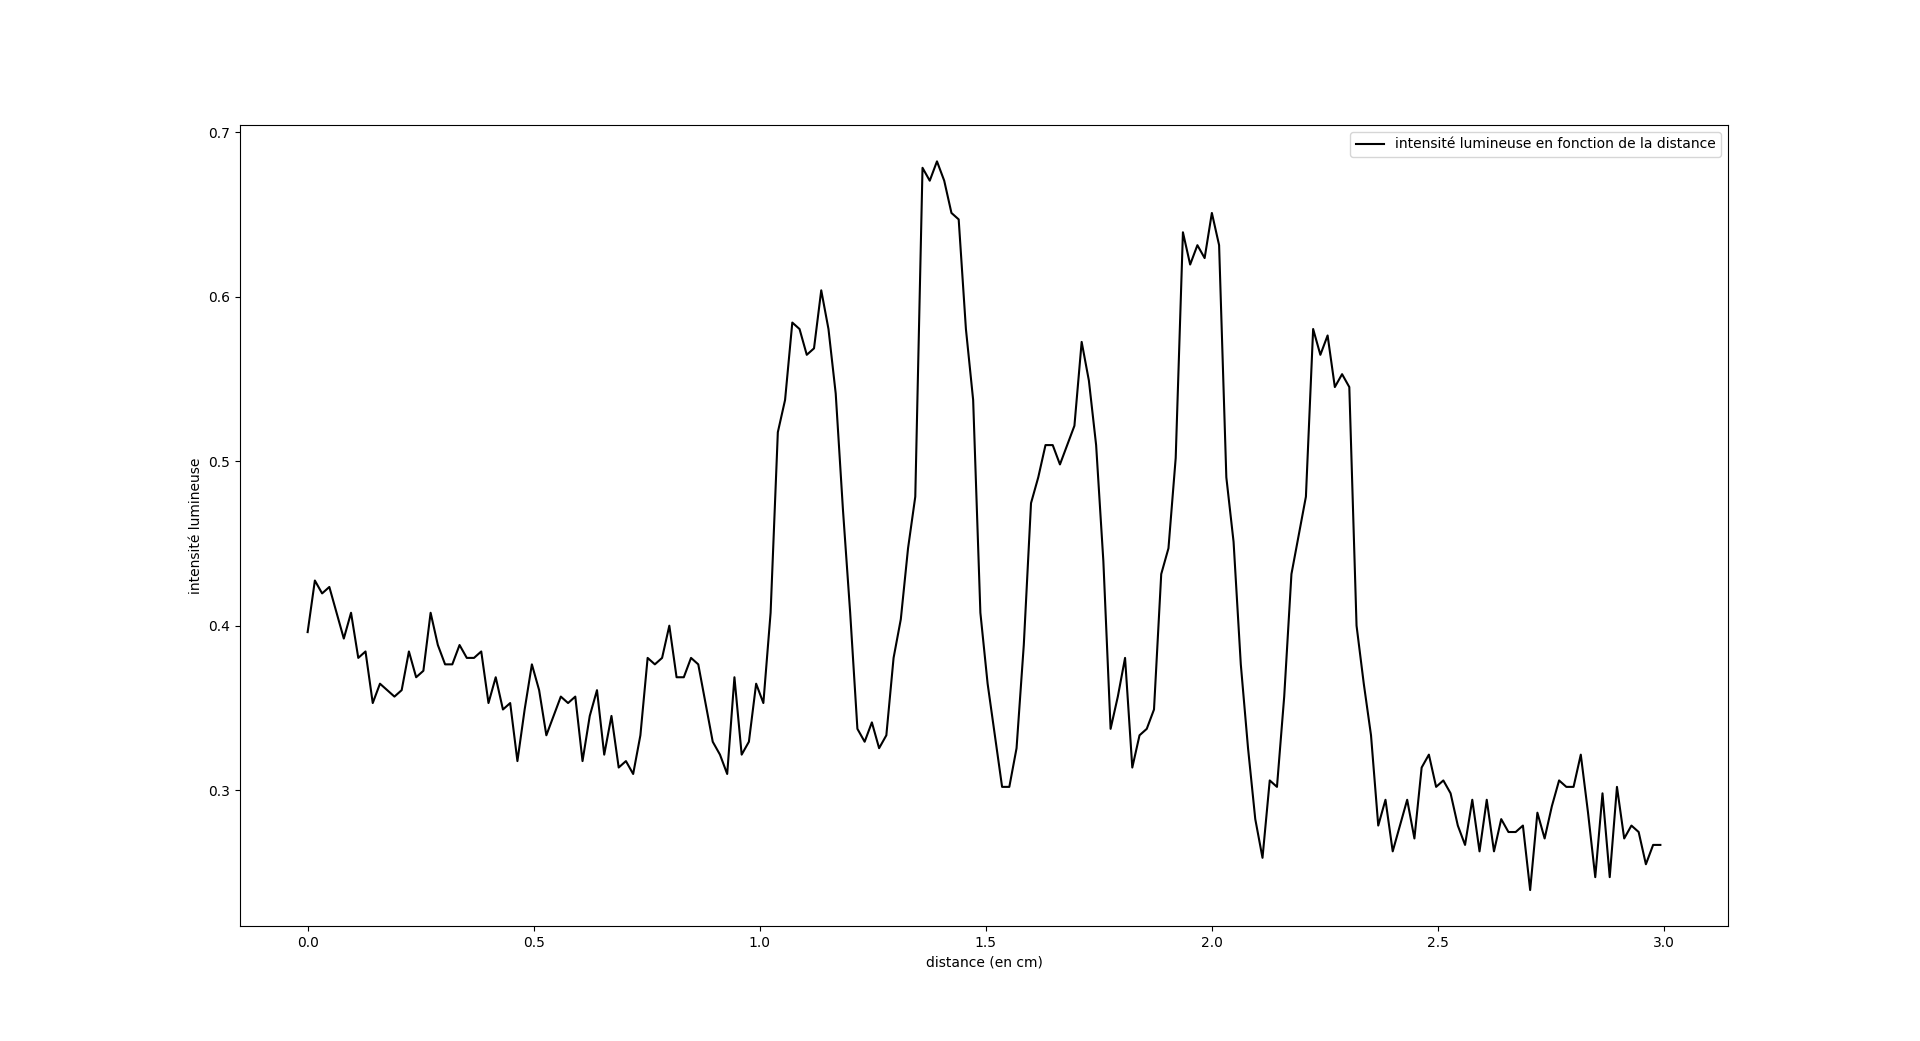 intensité lumineuse en fonction de la distance
0.7
0.6
0.5
0.4
0.3
intensité lumineuse
0.0 0.5 1.0 1.5 2.0 2.5 3.0
distance (en cm)